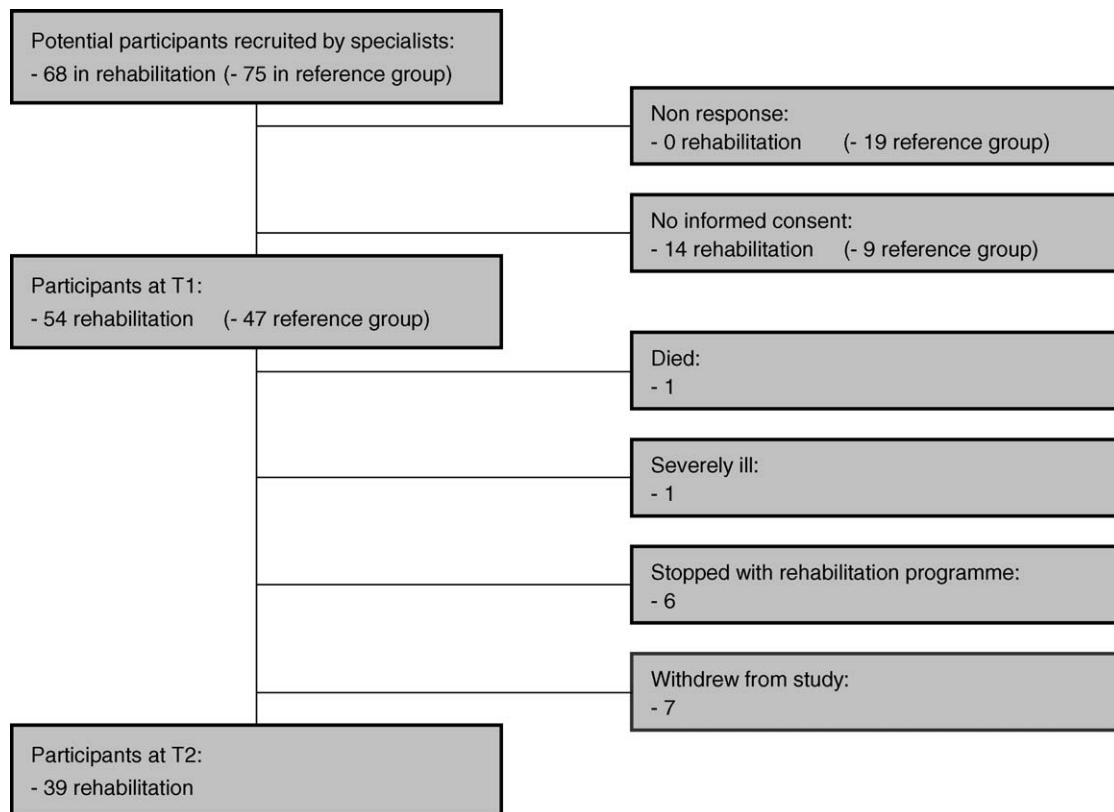 Potential participants recruited by specialists:
- 68 in rehabilitation (- 75 in reference group)
Non response:
- 0 rehabilitation (- 19 reference group)
No informed consent:
- 14 rehabilitation (- 9 reference group)
Participants at T1:
- 54 rehabilitation (- 47 reference group)
Died:
- 1
Severely ill:
- 1
Stopped with rehabilitation programme:
- 6
Withdrew from study:
- 7
Participants at T2:
- 39 rehabilitation